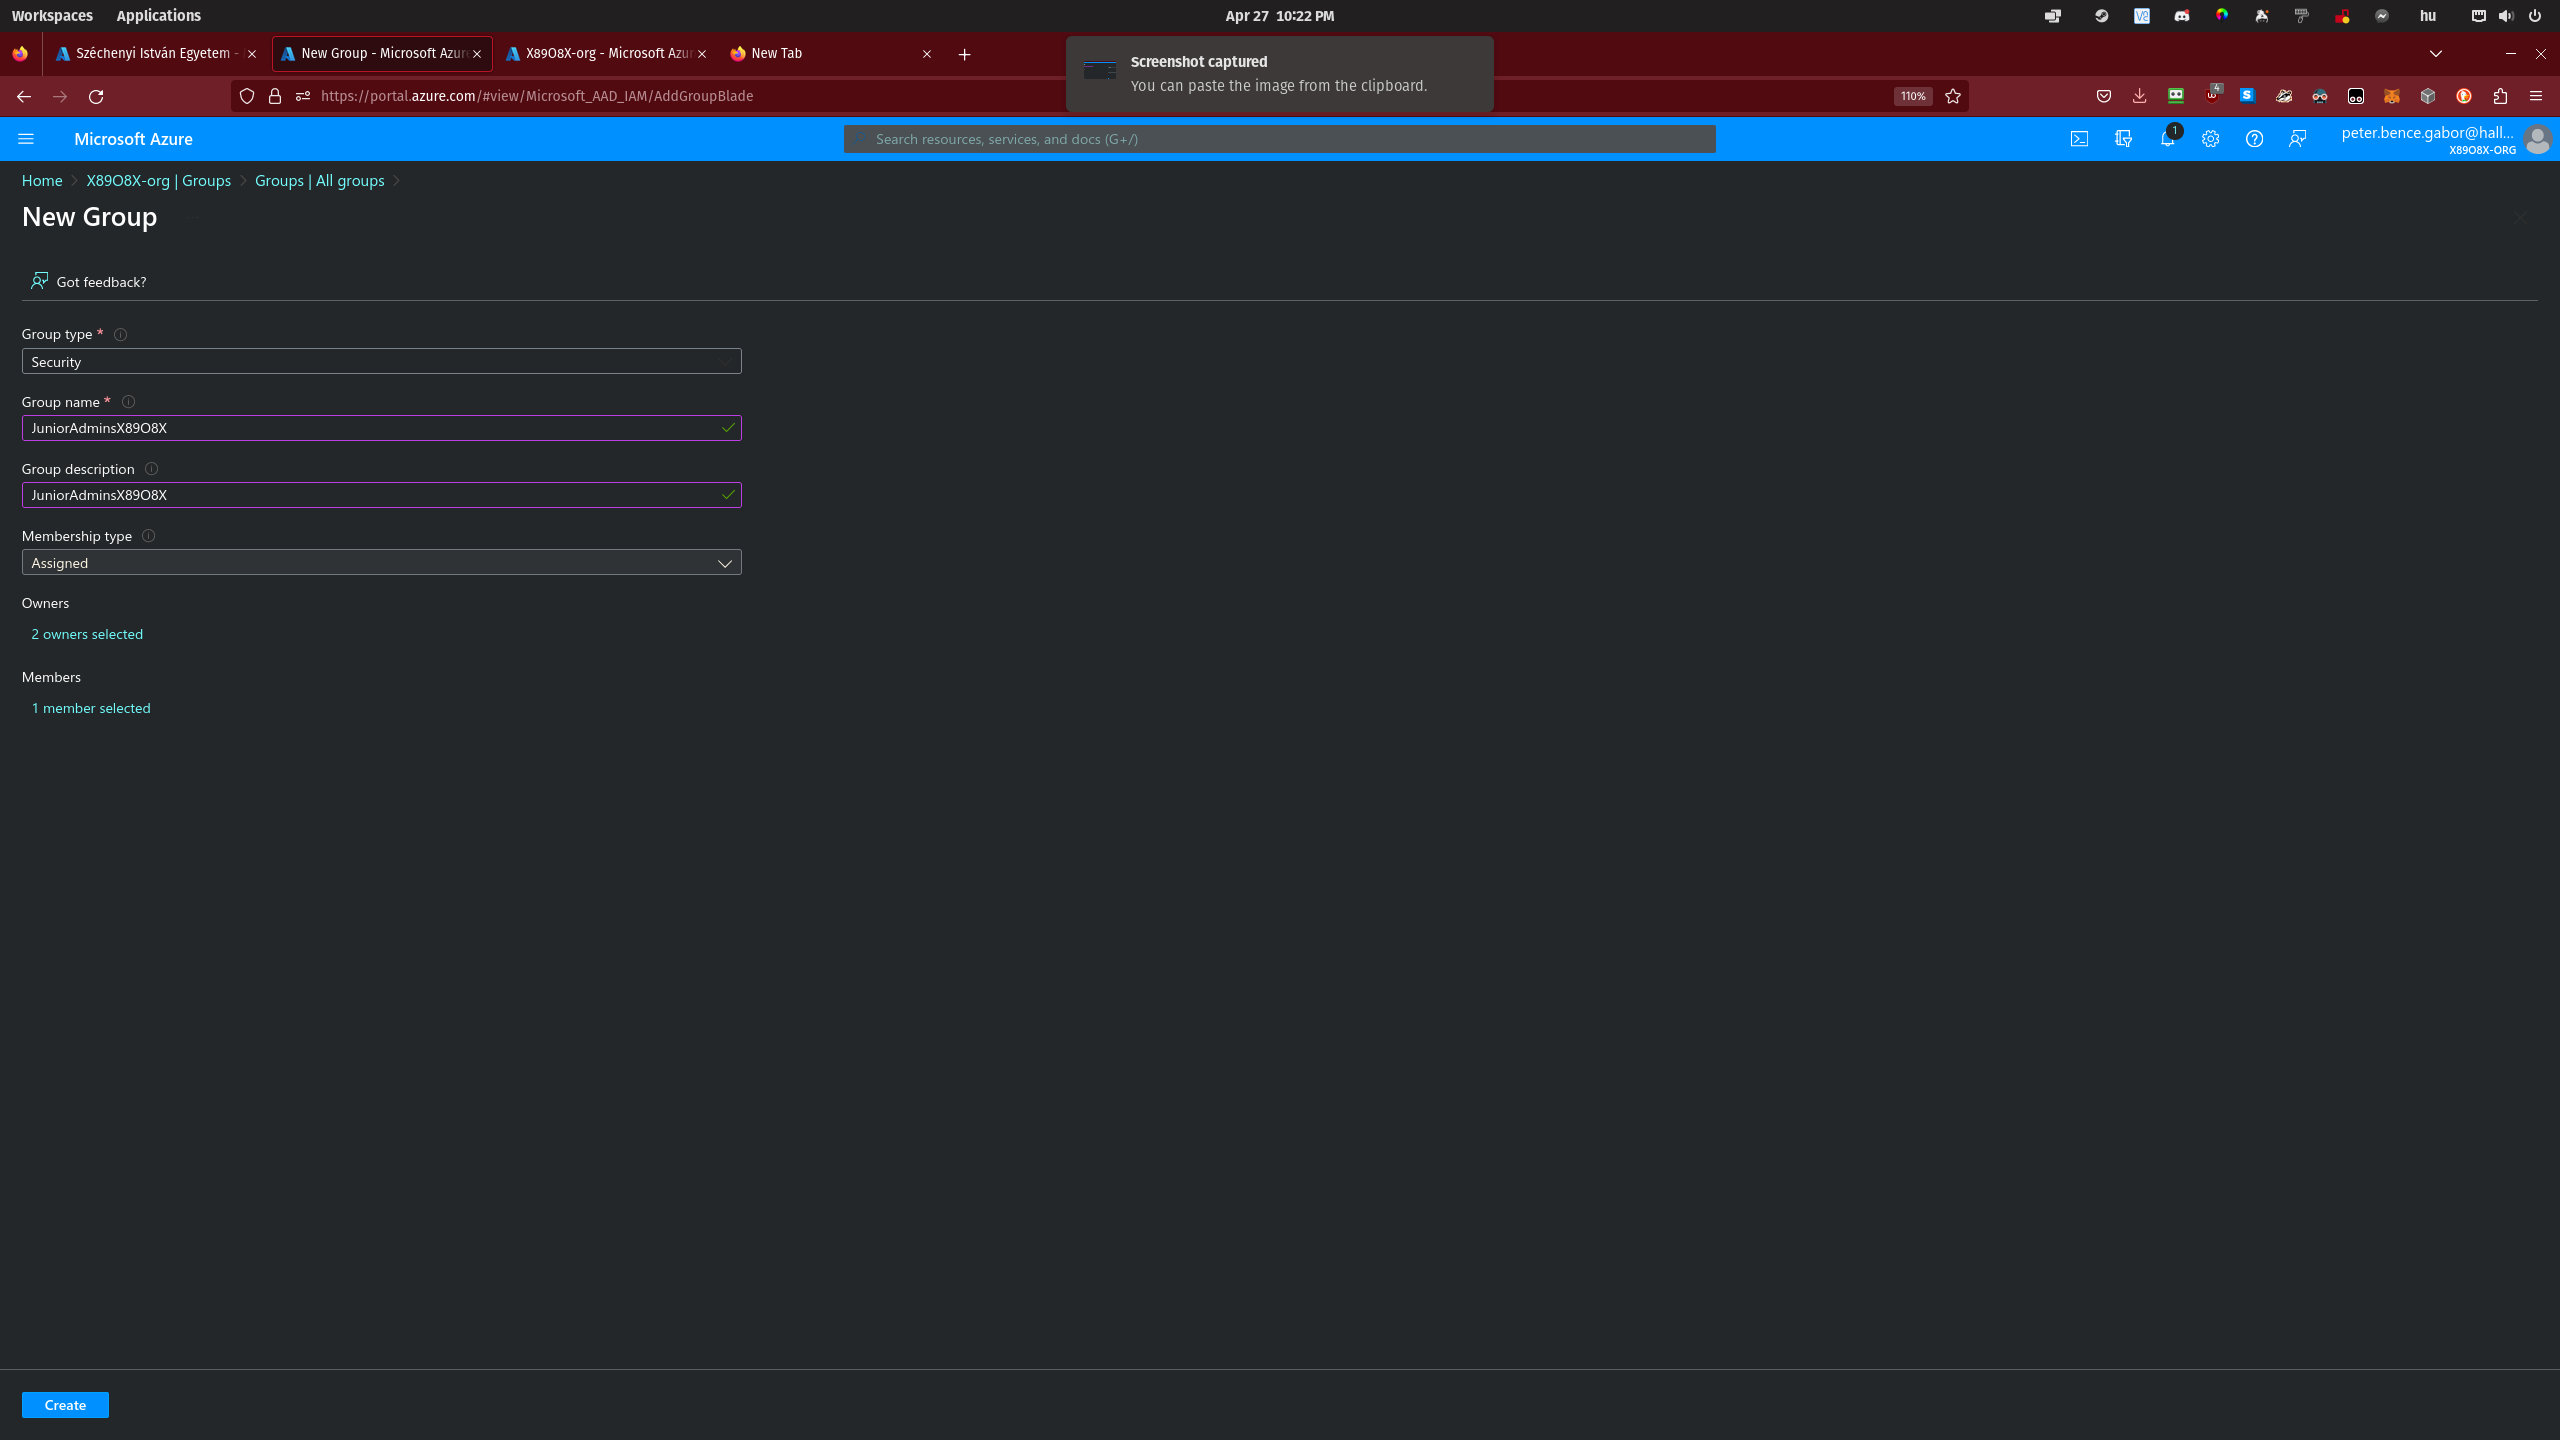 Workspaces Applications Apr 27 10:22 PM hu
Széchenyi István Egyetem - New Group - Microsoft Azure X89O8X-org - Microsoft Azur New Tab
Screenshot captured
You can paste the image from the clipboard.
https://portal.azure.com/#view/Microsoft_AAD_IAM/AddGroupBlade 110% 4
Microsoft Azure Search resources, services, and docs (G+/) 1 peter.bence.gabor@hall...
X89O8X-ORG
Home X89O8X-org | Groups Groups | All groups
New Group
Got feedback?
Group type *
Security
Group name *
JuniorAdminsX89O8X
Group description
JuniorAdminsX89O8X
Membership type
Assigned
Owners
2 owners selected
Members
1 member selected
Create